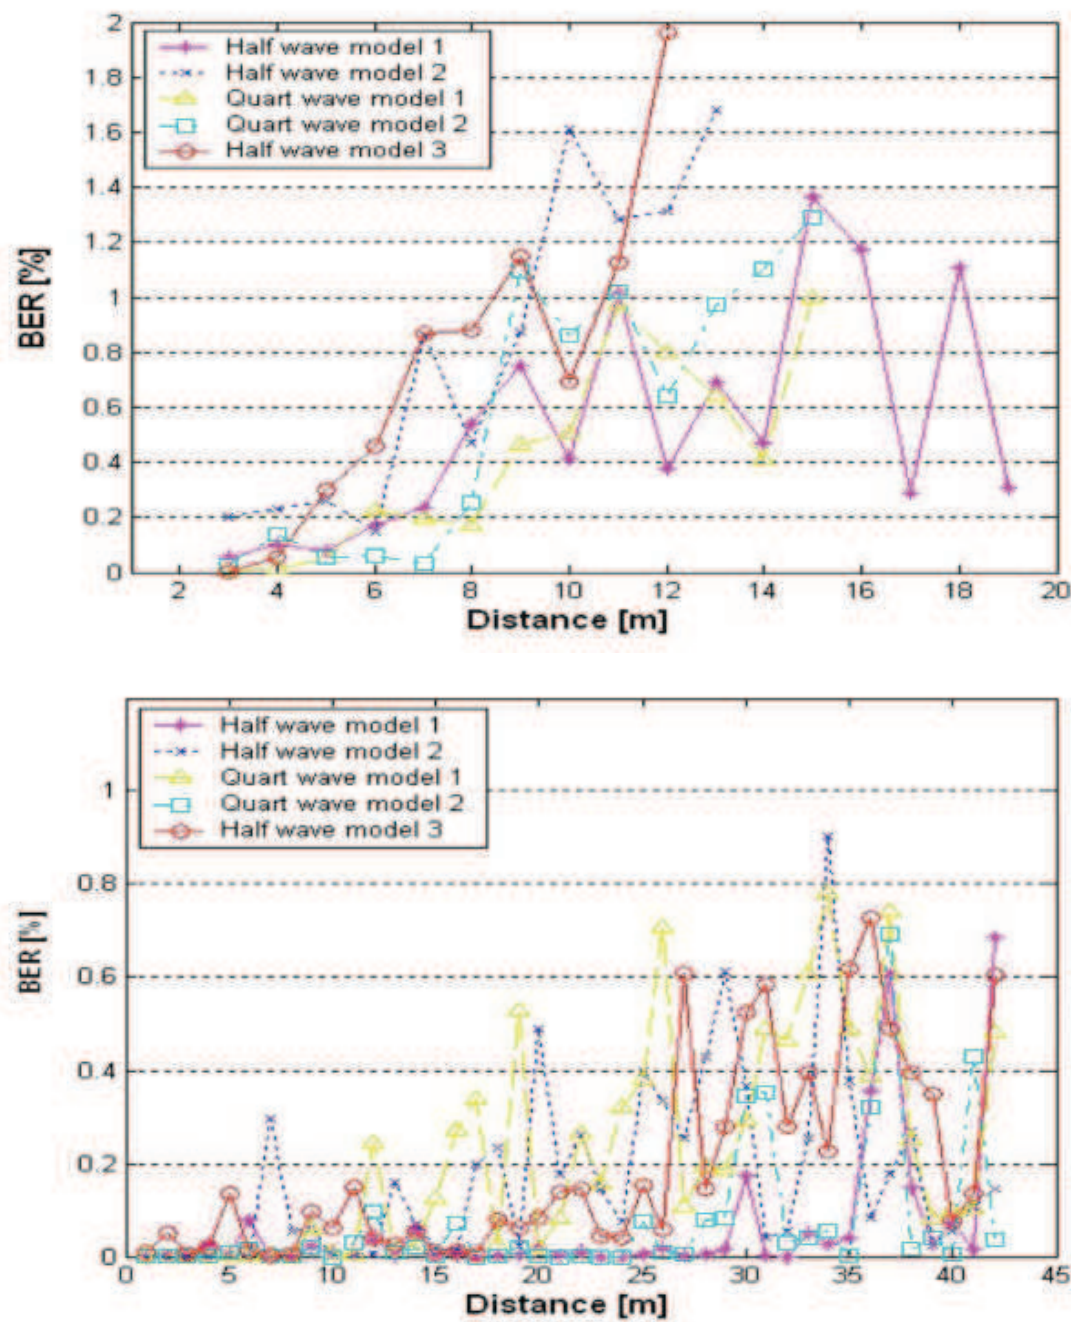 2
1.8
1.6
1.4
1.2
1
0.8
0.6
0.4
0.2
0
BER [%]
Half wave model 1
Half wave model 2
Quart wave model 1
Quart wave model 2
Half wave model 3
2 4 6 8 10 12 14 16 18 20
Distance [m]
1
0.8
0.6
0.4
0.2
0
BER [%]
Half wave model 1
Half wave model 2
Quart wave model 1
Quart wave model 2
Half wave model 3
0 5 10 15 20 25 30 35 40 45
Distance [m]